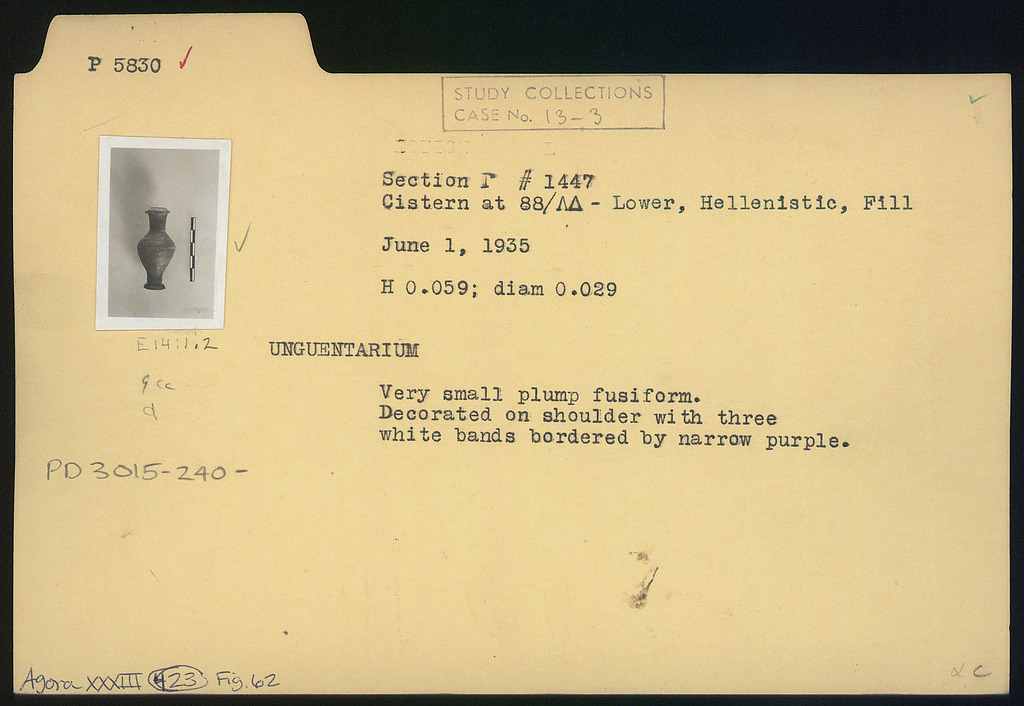 P 5830
STUDY COLLECTIONS
CASE No. 13-3
Section Γ # 1447
Cistern at 88/ΛΔ - Lower, Hellenistic, Fill
June 1, 1935
H 0.059; diam 0.029
E14:1.2
UNGUENTARIUM
9 cc
d
Very small plump fusiform.
Decorated on shoulder with three
white bands bordered by narrow purple.
PD 3015-240-
Agora XXXIII 423 Fig. 62